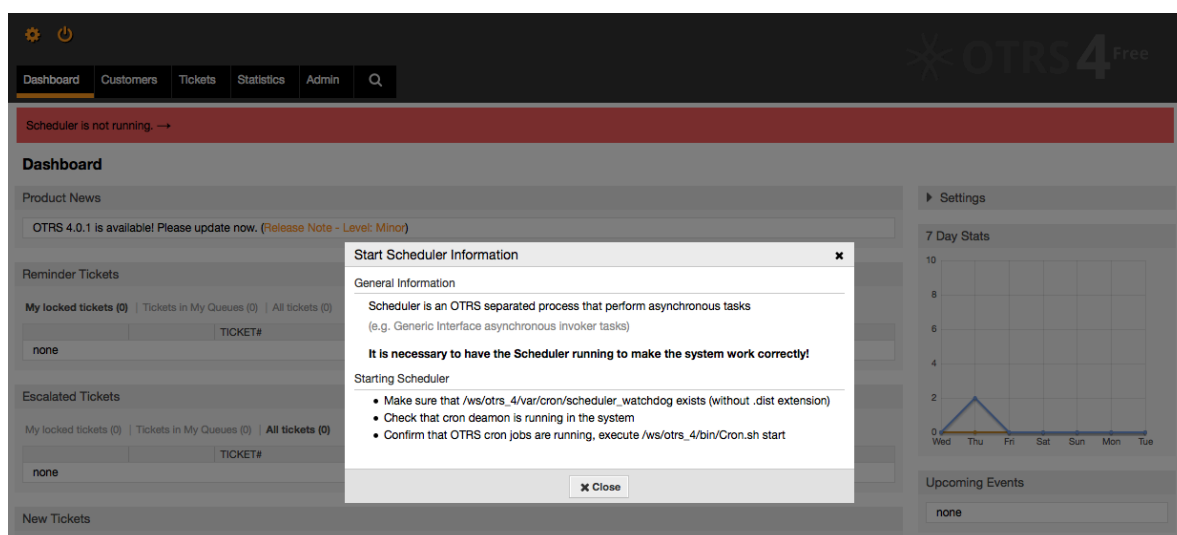 OTRS 4 Free
Dashboard Customers Tickets Statistics Admin
Scheduler is not running. →
Dashboard
Product News
OTRS 4.0.1 is available! Please update now. (Release Note - Level: Minor)
Reminder Tickets
My locked tickets (0) | Tickets in My Queues (0) | All tickets (0)
TICKET#
none
Escalated Tickets
My locked tickets (0) | Tickets in My Queues (0) | All tickets (0)
TICKET#
none
New Tickets
Start Scheduler Information
General Information
Scheduler is an OTRS separated process that perform asynchronous tasks
(e.g. Generic Interface asynchronous invoker tasks)
It is necessary to have the Scheduler running to make the system work correctly!
Starting Scheduler
• Make sure that /ws/otrs_4/var/cron/scheduler_watchdog exists (without .dist extension)
• Check that cron deamon is running in the system
• Confirm that OTRS cron jobs are running, execute /ws/otrs_4/bin/Cron.sh start
Close
Settings
7 Day Stats
10
8
6
4
2
0
Wed Thu Fri Sat Sun Mon Tue
Upcoming Events
none